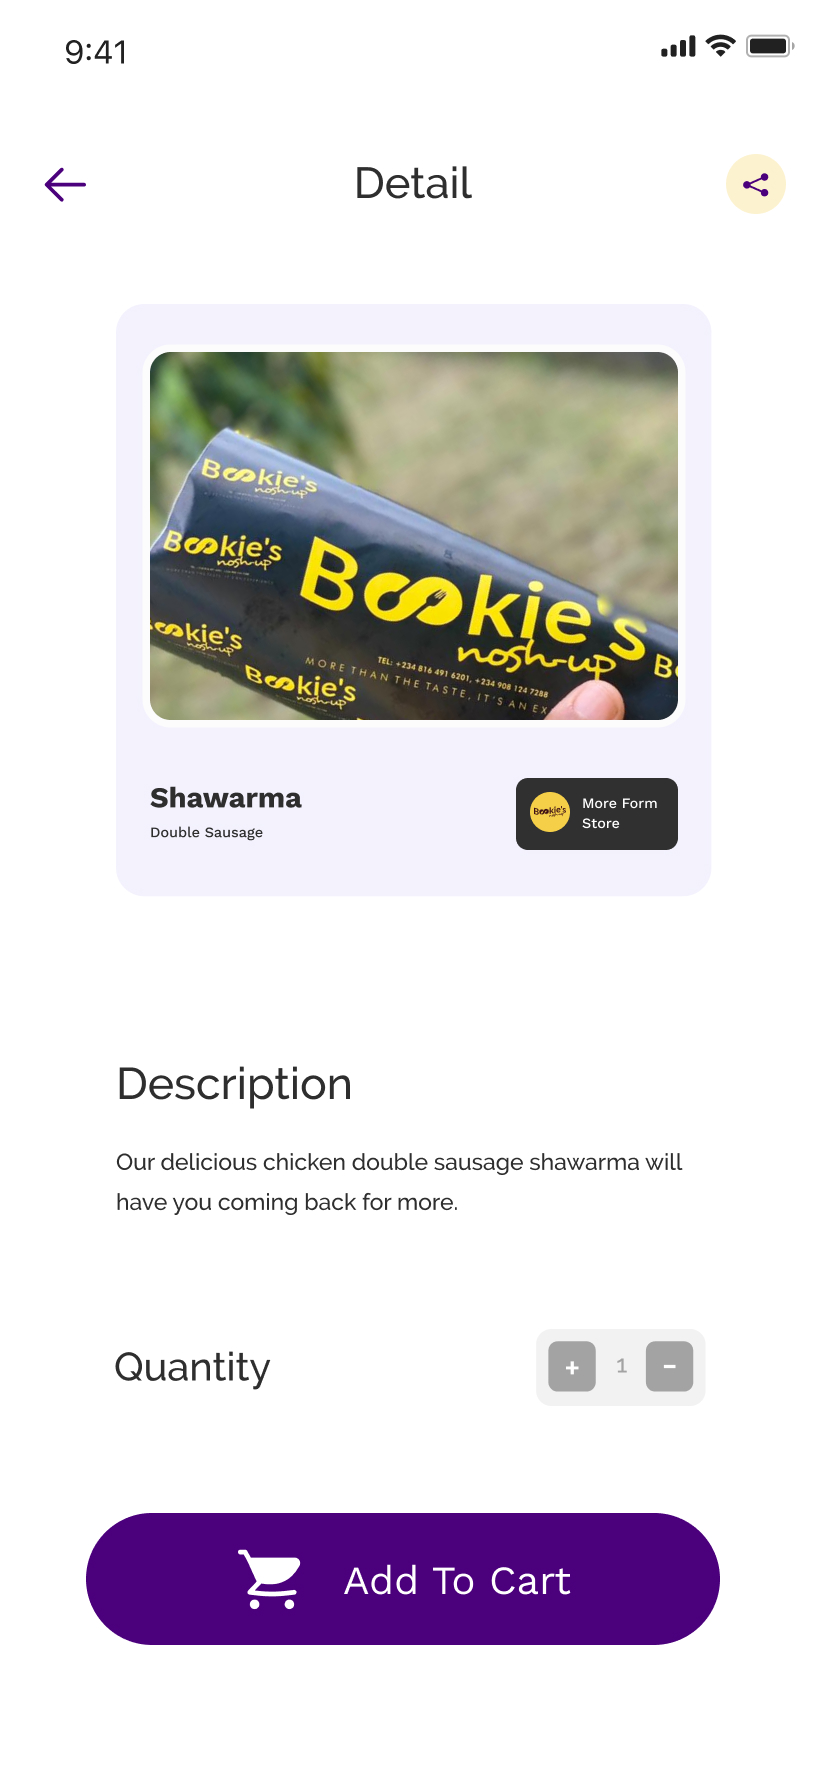 9:41
Detail
Bookie's
nosh-up
Bookie's
nosh-up
Bookie's
nosh-up
TEL: +234 816 491 6201, +234 908 124 7288
MORE THAN THE TASTE, IT'S AN EX
ookie's
nosh-up
Bookie's
nosh-up
Shawarma
Double Sausage
Bookie's
More Form
Store
Description
Our delicious chicken double sausage shawarma will
have you coming back for more.
Quantity
+ 1 −
Add To Cart